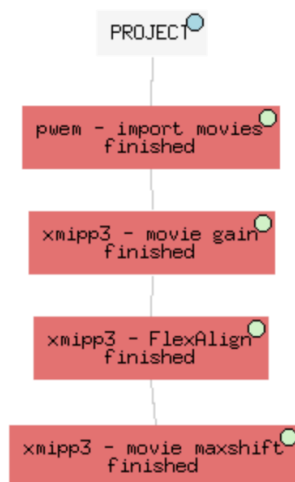 PROJECT
pwem - import movies
finished
xmipp3 - movie gain
finished
xmipp3 - FlexAlign
finished
xmipp3 - movie maxshift
finished